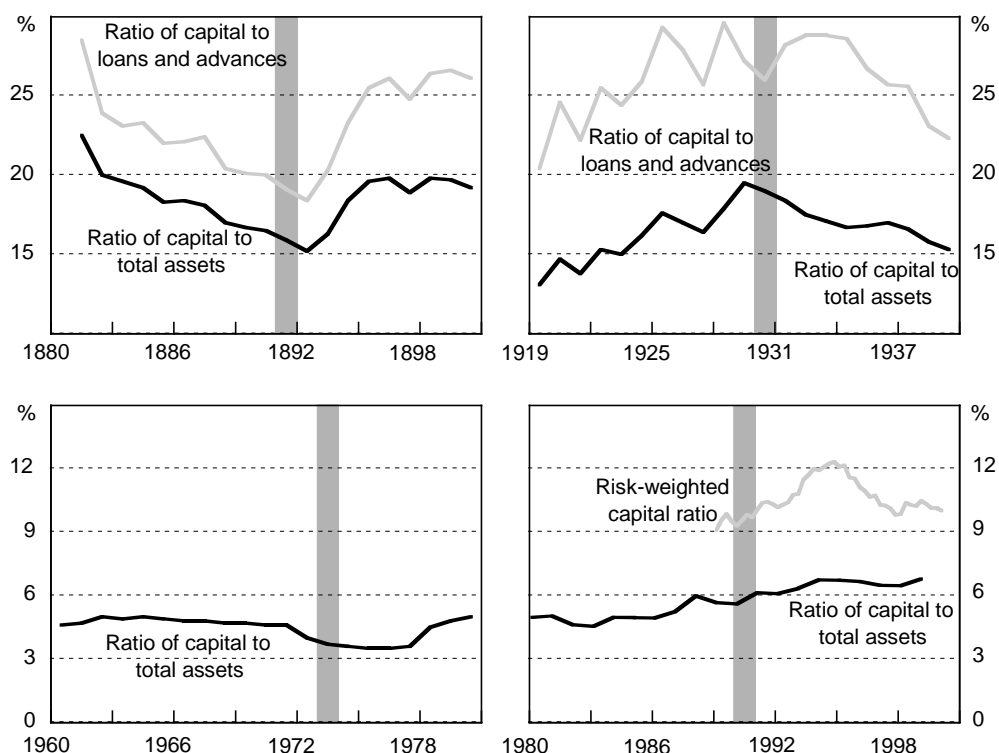 %
Ratio of capital to
loans and advances
25
20
15
Ratio of capital to
total assets
1880
1886
1892
1898
%
25
20
15
Ratio of capital to
loans and advances
Ratio of capital to
total assets
1919
1925
1931
1937
%
12
9
6
3
0
Ratio of capital to
total assets
1960
1966
1972
1978
%
12
9
6
3
0
Risk-weighted
capital ratio
Ratio of capital to
total assets
1980
1986
1992
1998